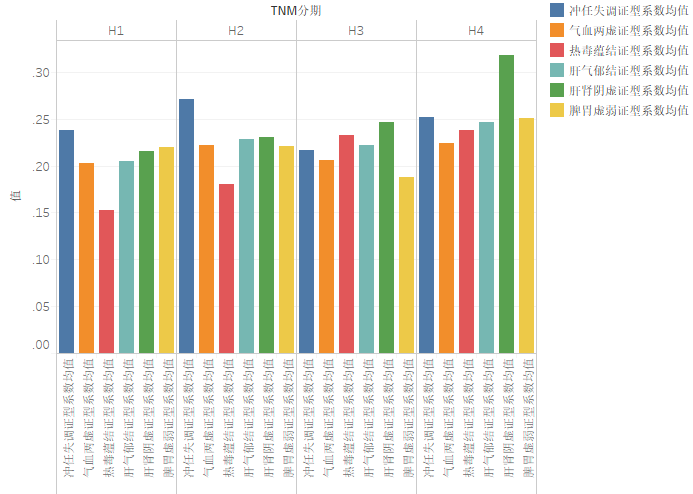 TNM分期
H1
H2
H3
H4
.30
.25
.20
.15
.10
.05
.00
值
冲任失调证型系数均值
气血两虚证型系数均值
热毒蕴结证型系数均值
肝气郁结证型系数均值
肝肾阴虚证型系数均值
脾胃虚弱证型系数均值
冲任失调证型系数均值
气血两虚证型系数均值
热毒蕴结证型系数均值
肝气郁结证型系数均值
肝肾阴虚证型系数均值
脾胃虚弱证型系数均值
冲任失调证型系数均值
气血两虚证型系数均值
热毒蕴结证型系数均值
肝气郁结证型系数均值
肝肾阴虚证型系数均值
脾胃虚弱证型系数均值
冲任失调证型系数均值
气血两虚证型系数均值
热毒蕴结证型系数均值
肝气郁结证型系数均值
肝肾阴虚证型系数均值
脾胃虚弱证型系数均值
冲任失调证型系数均值
气血两虚证型系数均值
热毒蕴结证型系数均值
肝气郁结证型系数均值
肝肾阴虚证型系数均值
脾胃虚弱证型系数均值